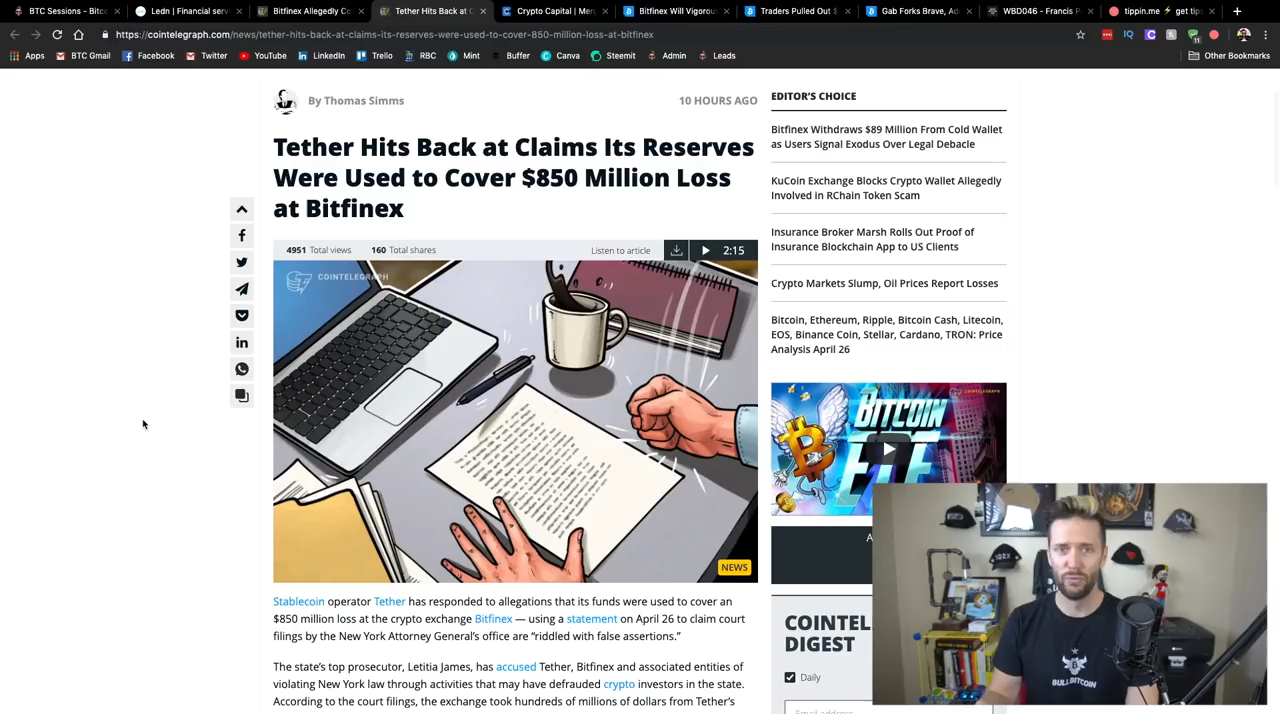 BTC Sessions - Bitco
Ledn | Financial serv
Bitfinex Allegedly Co
Tether Hits Back at C
Crypto Capital | Mer
Bitfinex Will Vigorou
Traders Pulled Out $
Gab Forks Brave, Ad
WBD046 - Francis P
tippin.me ⚡ get tip
https://cointelegraph.com/news/tether-hits-back-at-claims-its-reserves-were-used-to-cover-850-million-loss-at-bitfinex
Apps
BTC Gmail
Facebook
Twitter
YouTube
LinkedIn
Trello
RBC
Mint
Buffer
Canva
Steemit
Admin
Leads
Other Bookmarks
By Thomas Simms
10 HOURS AGO
Tether Hits Back at Claims Its Reserves
Were Used to Cover $850 Million Loss
at Bitfinex
4951 Total views
160 Total shares
Listen to article
2:15
COINTELEGRAPH
NEWS
Stablecoin operator Tether has responded to allegations that its funds were used to cover an
$850 million loss at the crypto exchange Bitfinex — using a statement on April 26 to claim court
filings by the New York Attorney General’s office are “riddled with false assertions.”
The state’s top prosecutor, Letitia James, has accused Tether, Bitfinex and associated entities of
violating New York law through activities that may have defrauded crypto investors in the state.
According to the court filings, the exchange took hundreds of millions of dollars from Tether’s
EDITOR’S CHOICE
Bitfinex Withdraws $89 Million From Cold Wallet
as Users Signal Exodus Over Legal Debacle
KuCoin Exchange Blocks Crypto Wallet Allegedly
Involved in RChain Token Scam
Insurance Broker Marsh Rolls Out Proof of
Insurance Blockchain App to US Clients
Crypto Markets Slump, Oil Prices Report Losses
Bitcoin, Ethereum, Ripple, Bitcoin Cash, Litecoin,
EOS, Binance Coin, Stellar, Cardano, TRON: Price
Analysis April 26
COINTELEGRAPH
BITCOIN
ETF
A
COINTEL
DIGEST
Daily
Email address
BULL BITCOIN